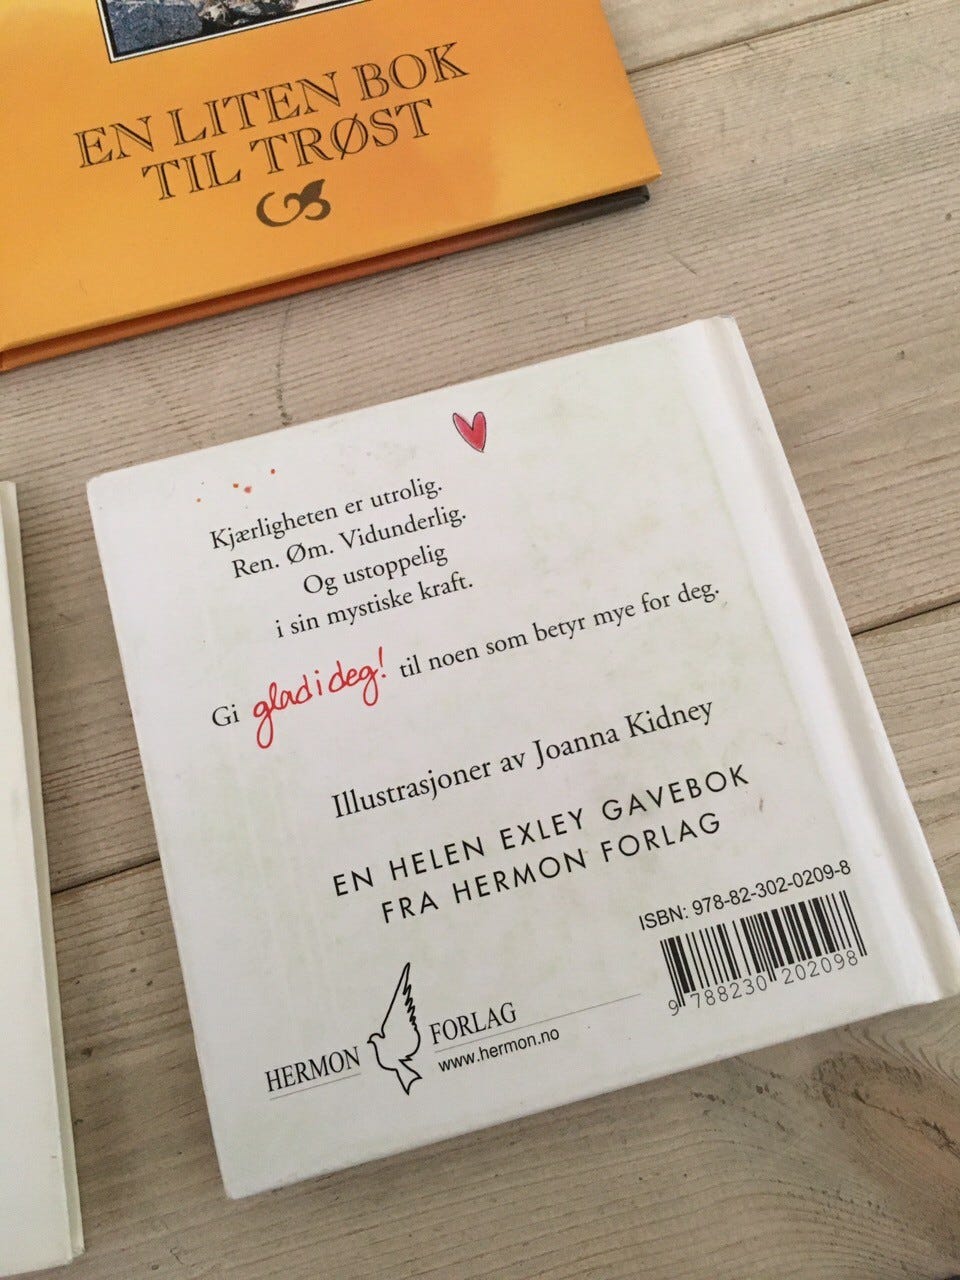 EN LITEN BOK
TIL TRØST
Kjærligheten er utrolig.
Ren. Øm. Vidunderlig.
Og ustoppelig
i sin mystiske kraft.
Gi glad i deg! til noen som betyr mye for deg.
Illustrasjoner av Joanna Kidney
EN HELEN EXLEY GAVEBOK
FRA HERMON FORLAG
ISBN: 978-82-302-0209-8
9 788230 202098
HERMON FORLAG
www.hermon.no